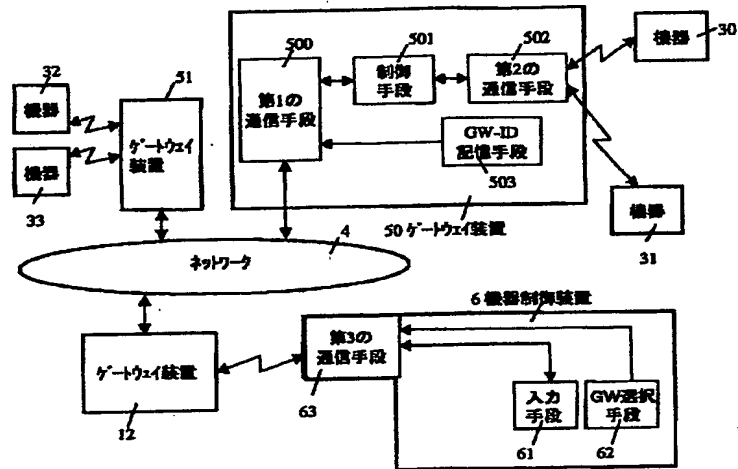 32
機器
機器
33
51
ゲートウェイ
装置
500
第1の
通信手段
501
制御
手段
502
第2の
通信手段
GW-ID
記憶手段
503
50 ゲートウェイ装置
30
機器
機器
31
4
ネットワーク
ゲートウェイ装置
12
6 機器制御装置
第3の
通信手段
63
入力
手段
61
GW選択
手段
62